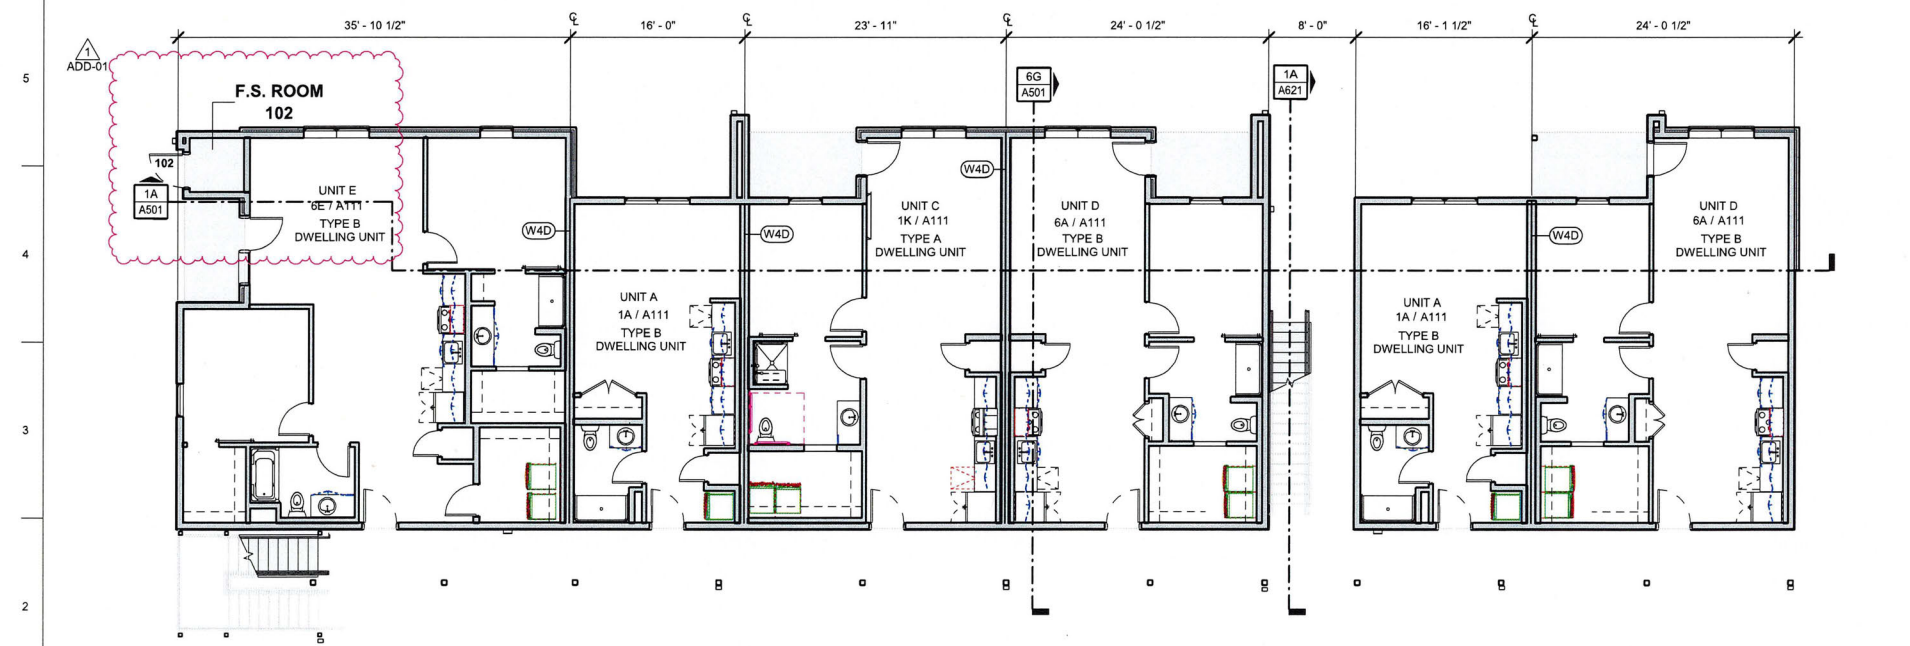 35' - 10 1/2"
℄
16' - 0"
℄
23' - 11"
℄
24' - 0 1/2"
8' - 0"
16' - 1 1/2"
℄
24' - 0 1/2"
1
ADD-01
5
4
3
2
F.S. ROOM
102
102
1A
A501
6G
A501
1A
A621
UNIT E
6E / A111
TYPE B
DWELLING UNIT
W4D
UNIT A
1A / A111
TYPE B
DWELLING UNIT
W4D
UNIT C
1K / A111
TYPE A
DWELLING UNIT
W4D
UNIT D
6A / A111
TYPE B
DWELLING UNIT
UNIT A
1A / A111
TYPE B
DWELLING UNIT
W4D
UNIT D
6A / A111
TYPE B
DWELLING UNIT